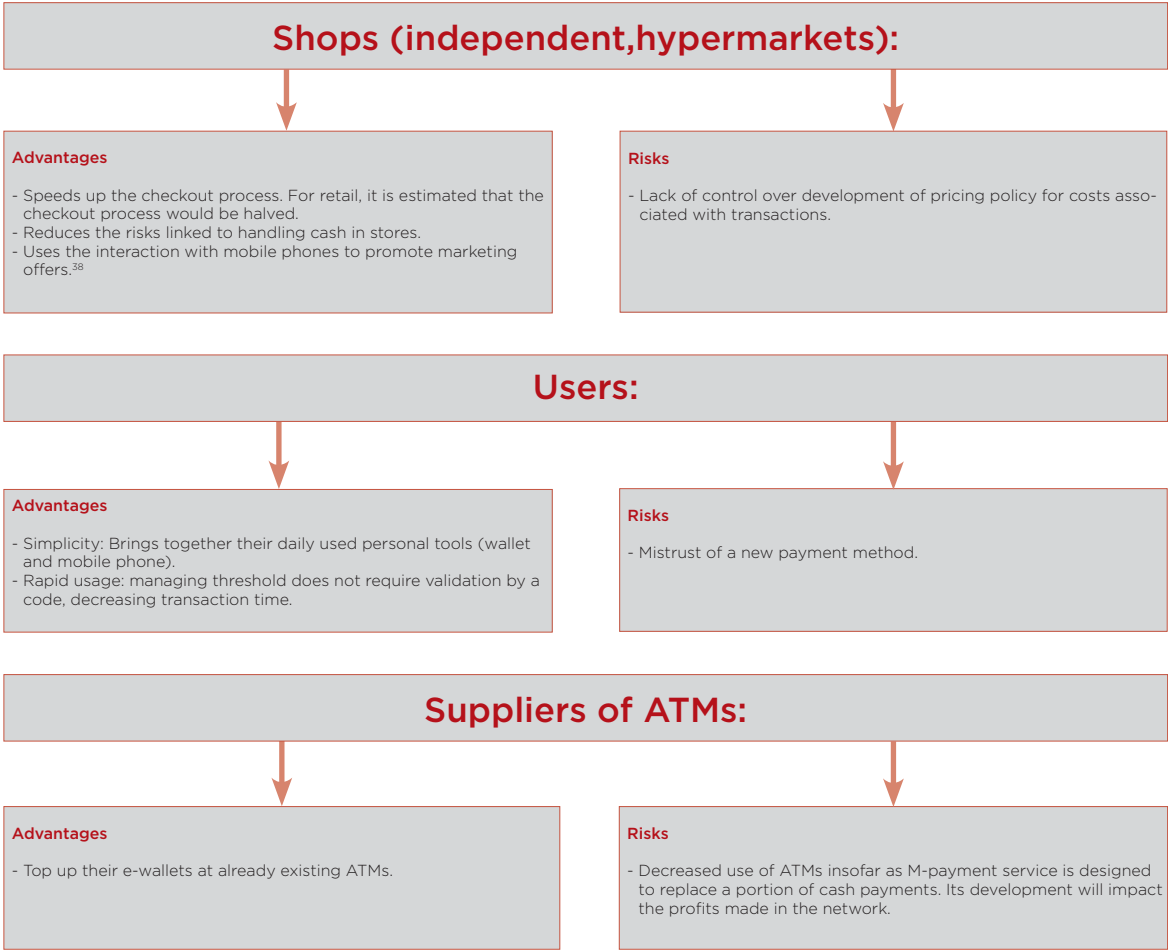 Shops (independent,hypermarkets):
Advantages
- Speeds up the checkout process. For retail, it is estimated that the
checkout process would be halved.
- Reduces the risks linked to handling cash in stores.
- Uses the interaction with mobile phones to promote marketing
offers.38
Risks
- Lack of control over development of pricing policy for costs asso-
ciated with transactions.
Users:
Advantages
- Simplicity: Brings together their daily used personal tools (wallet
and mobile phone).
- Rapid usage: managing threshold does not require validation by a
code, decreasing transaction time.
Risks
- Mistrust of a new payment method.
Suppliers of ATMs:
Advantages
- Top up their e-wallets at already existing ATMs.
Risks
- Decreased use of ATMs insofar as M-payment service is designed
to replace a portion of cash payments. Its development will impact
the profits made in the network.